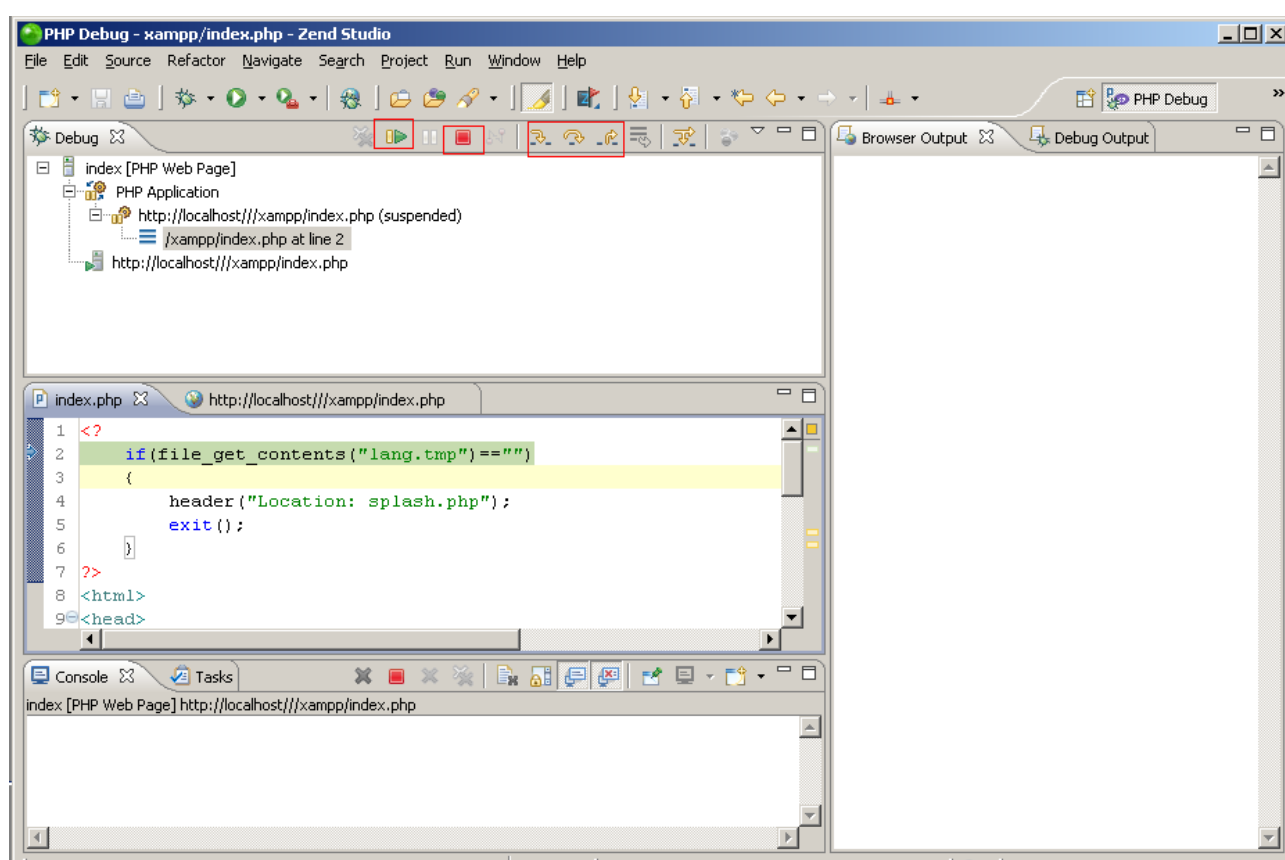 PHP Debug - xampp/index.php - Zend Studio
File Edit Source Refactor Navigate Search Project Run Window Help
PHP Debug
Debug
Browser Output
Debug Output
index [PHP Web Page]
PHP Application
http://localhost///xampp/index.php (suspended)
/xampp/index.php at line 2
http://localhost///xampp/index.php
index.php
http://localhost///xampp/index.php
1 <?
2 if(file_get_contents("lang.tmp")=="")
3 {
4 header("Location: splash.php");
5 exit();
6 }
7 ?>
8 <html>
9 <head>
Console
Tasks
index [PHP Web Page] http://localhost///xampp/index.php